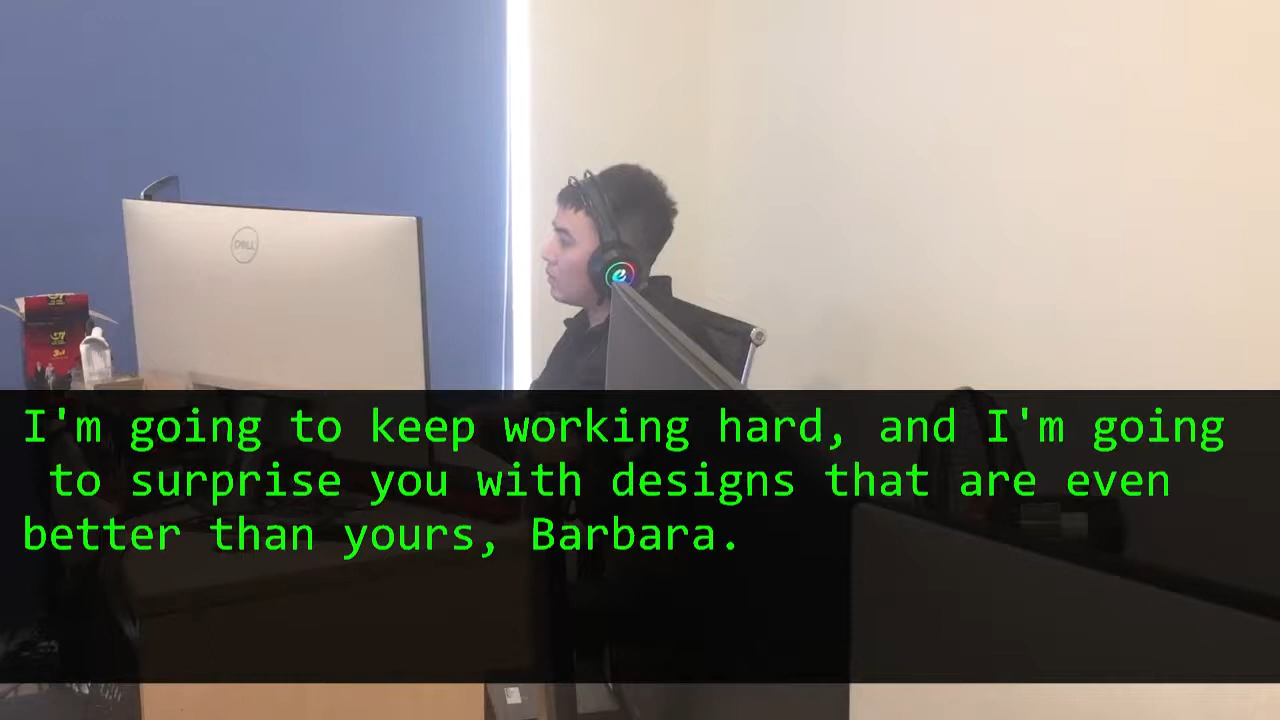 DELL
I'm going to keep working hard, and I'm going
to surprise you with designs that are even
better than yours, Barbara.